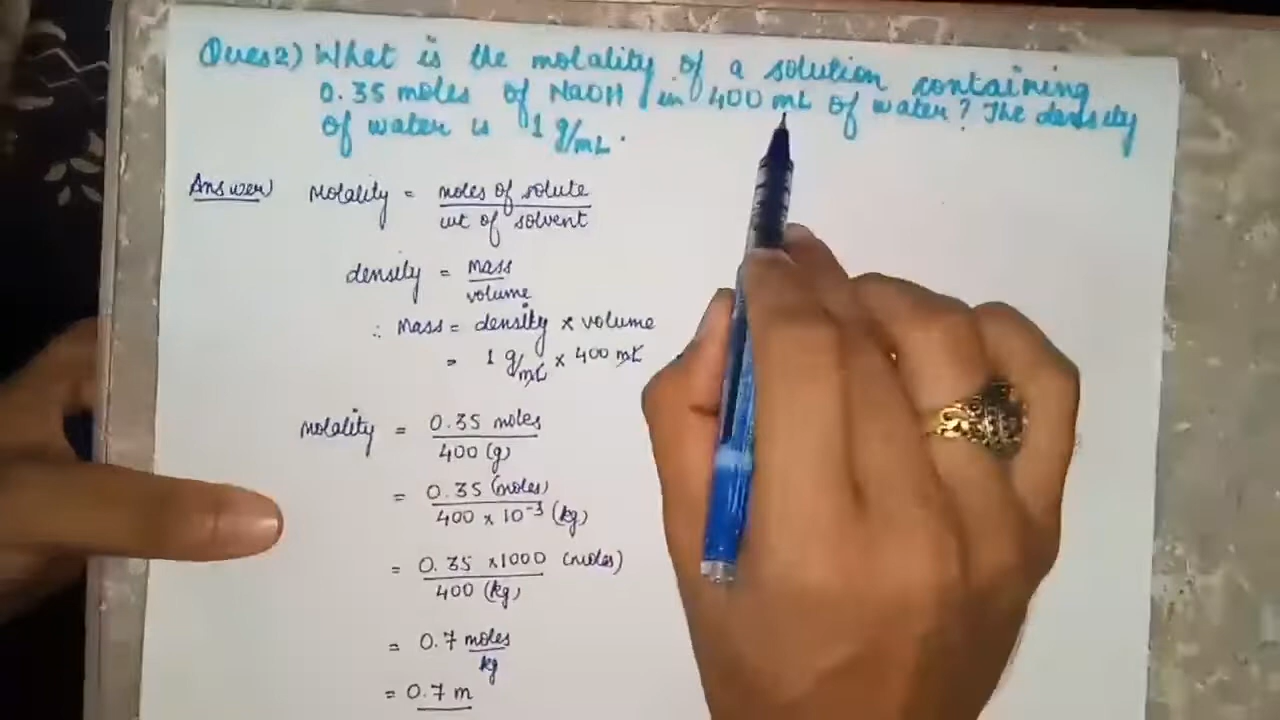 Ques 2) What is the molality of a solution containing
0.35 moles of NaOH in 400 mL of water? The density
of water is 1 g/mL.
Answer) Molality = moles of solute
wt of solvent
density = mass
volume
∴ Mass = density × volume
= 1 g/mL × 400 mL
Molality = 0.35 moles
400 (g)
= 0.35 (moles)
400 × 10⁻³ (kg)
= 0.35 × 1000 (moles)
400 (kg)
= 0.7 moles
kg
= 0.7 m